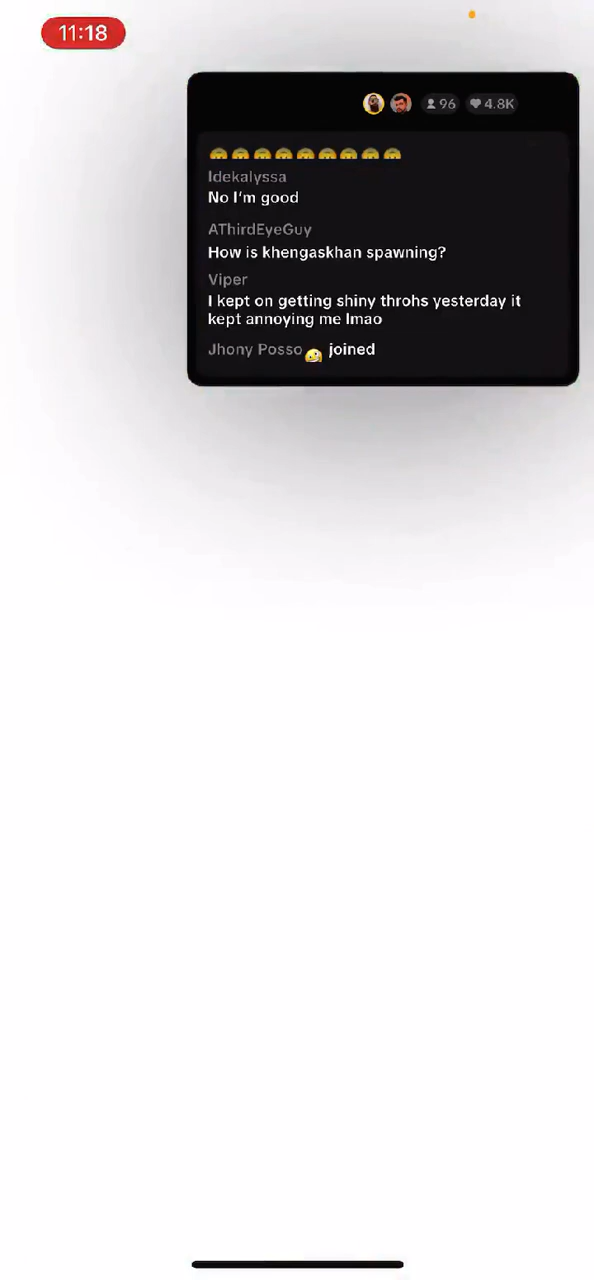 11:18
96 4.8K
Idekalyssa
No I'm good
AThirdEyeGuy
How is khengaskhan spawning?
Viper
I kept on getting shiny throhs yesterday it
kept annoying me lmao
Jhony Posso joined